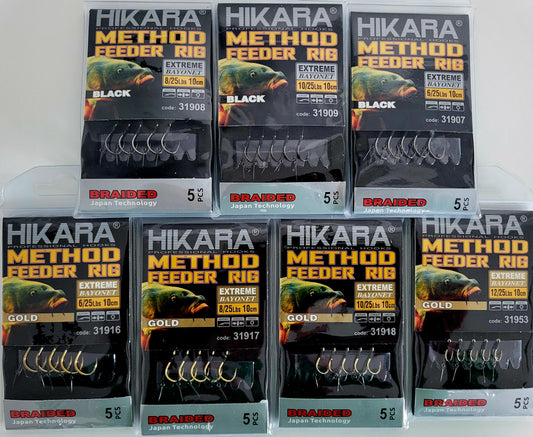 HIKARA®
PROFESSIONAL HOOKS
METHOD
FEEDER RIG
EXTREME
BAYONET
8/25Lbs 10cm
BLACK
code: 31908
BRAIDED
Japan Technology
5 PCS
HIKARA®
PROFESSIONAL HOOKS
METHOD
FEEDER RIG
EXTREME
BAYONET
10/25Lbs 10cm
BLACK
code: 31909
BRAIDED
Japan Technology
5 PCS
HIKARA®
PROFESSIONAL HOOKS
METHOD
FEEDER RIG
EXTREME
BAYONET
6/25Lbs 10cm
BLACK
code: 31907
BRAIDED
Japan Technology
5 PCS
HIKARA®
PROFESSIONAL HOOKS
METHOD
FEEDER RIG
EXTREME
BAYONET
6/25Lbs 10cm
GOLD
code: 31916
BRAIDED
Japan Technology
5 PCS
HIKARA®
PROFESSIONAL HOOKS
METHOD
FEEDER RIG
EXTREME
BAYONET
8/25Lbs 10cm
GOLD
code: 31917
BRAIDED
Japan Technology
5 PCS
HIKARA®
PROFESSIONAL HOOKS
METHOD
FEEDER RIG
EXTREME
BAYONET
10/25Lbs 10cm
GOLD
code: 31918
BRAIDED
Japan Technology
5 PCS
HIKARA®
PROFESSIONAL HOOKS
METHOD
FEEDER RIG
EXTREME
BAYONET
12/25Lbs 10cm
GOLD
code: 31953
BRAIDED
Japan Technology
5 PCS